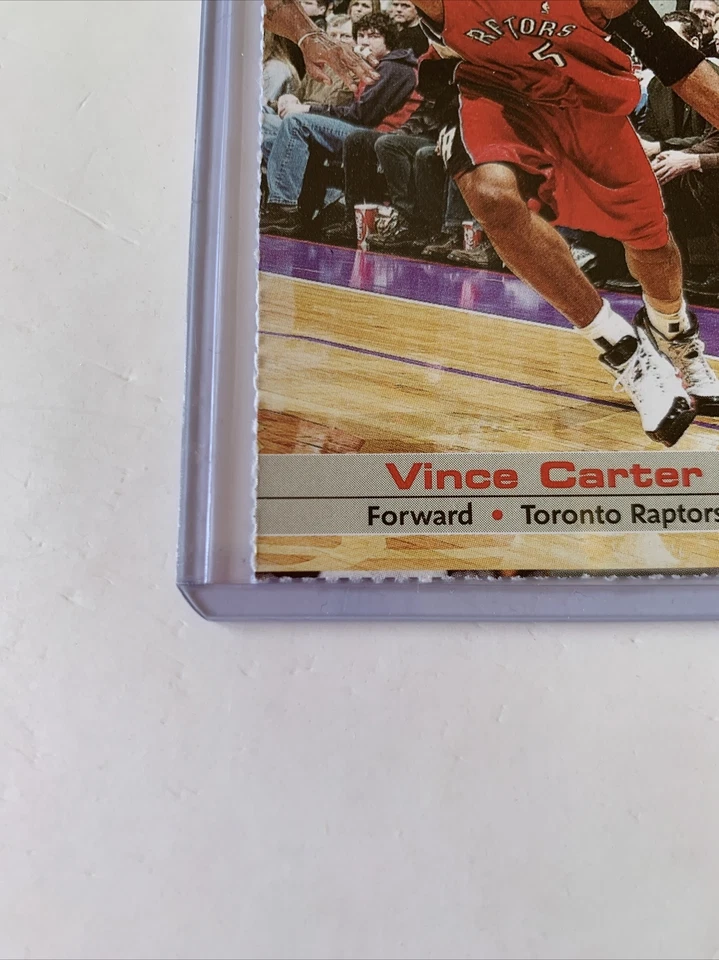 RAPTORS
5
Vince Carter
Forward • Toronto Raptors